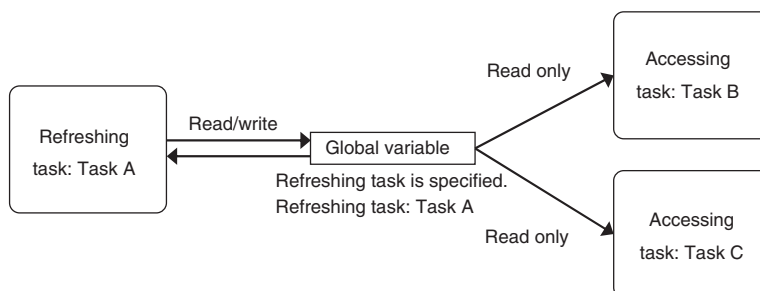 Refreshing
task: Task A
Read/write
Global variable
Refreshing task is specified.
Refreshing task: Task A
Read only
Accessing
task: Task B
Read only
Accessing
task: Task C